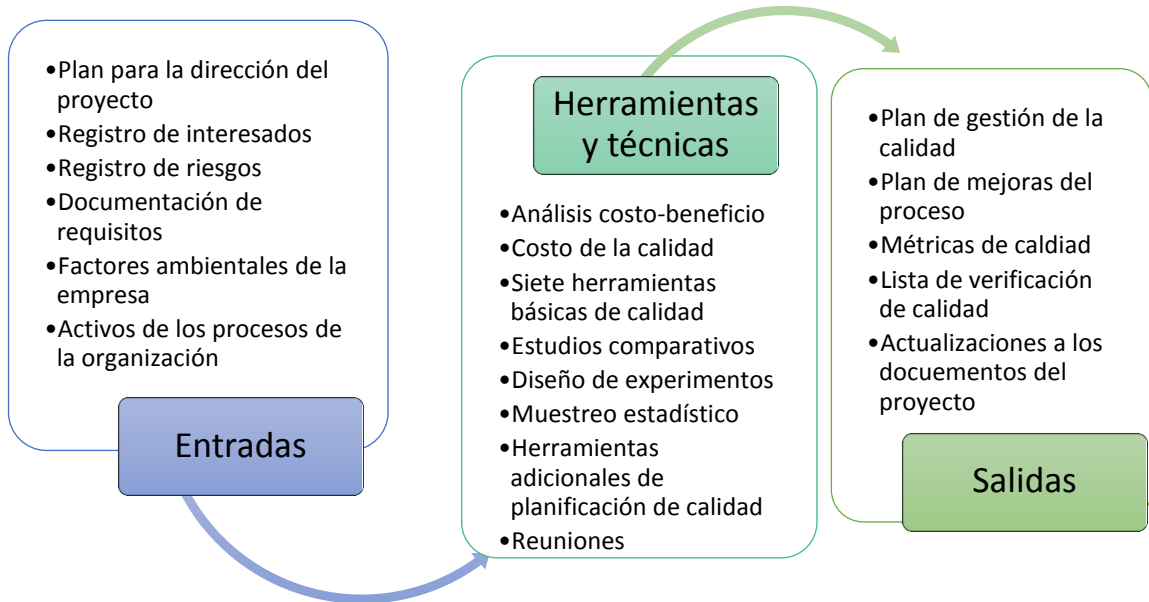 •Plan para la dirección del
proyecto
•Registro de interesados
•Registro de riesgos
•Documentación de
requisitos
•Factores ambientales de la
empresa
•Activos de los procesos de
la organización
Entradas
Herramientas
y técnicas
•Análisis costo-beneficio
•Costo de la calidad
•Siete herramientas
básicas de calidad
•Estudios comparativos
•Diseño de experimentos
•Muestreo estadístico
•Herramientas
adicionales de
planificación de calidad
•Reuniones
•Plan de gestión de la
calidad
•Plan de mejoras del
proceso
•Métricas de caldiad
•Lista de verificación
de calidad
•Actualizaciones a los
docuementos del
proyecto
Salidas